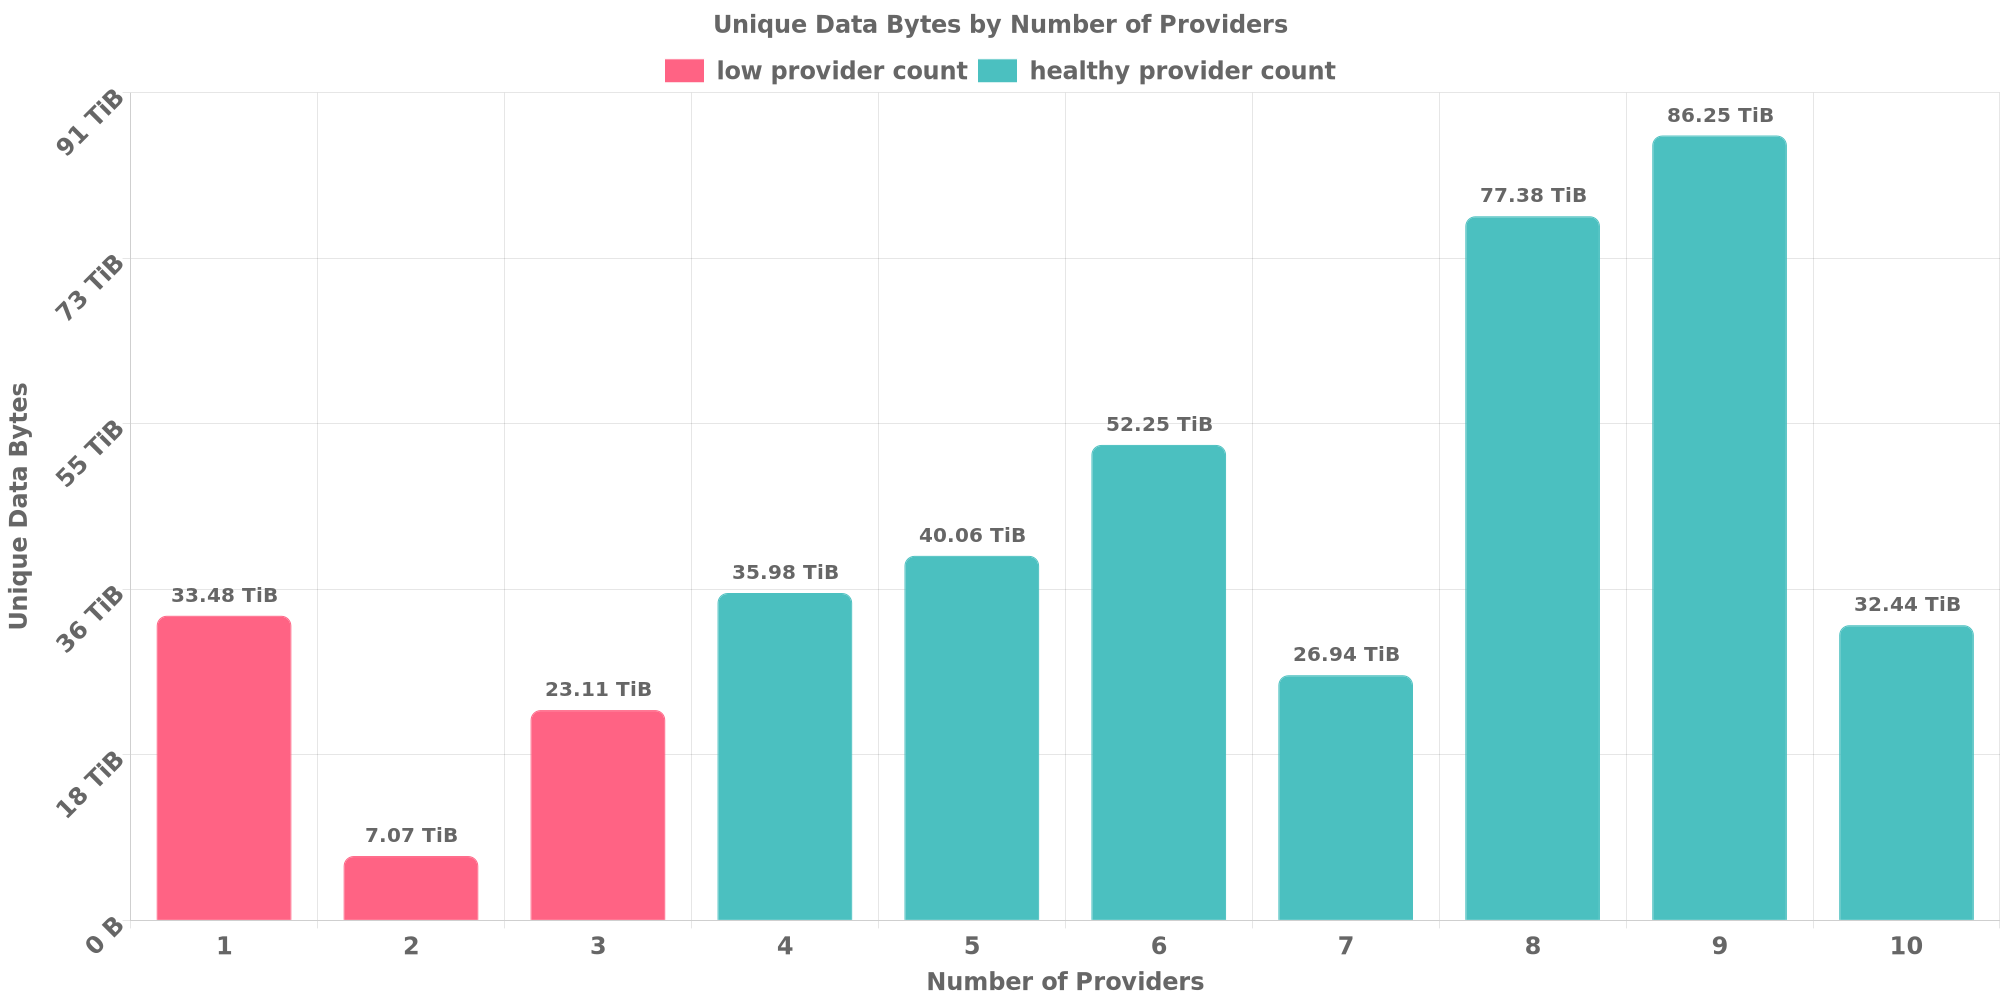 Unique Data Bytes by Number of Providers
low provider count
healthy provider count
91 TiB
73 TiB
55 TiB
36 TiB
18 TiB
0 B
Unique Data Bytes
33.48 TiB
7.07 TiB
23.11 TiB
35.98 TiB
40.06 TiB
52.25 TiB
26.94 TiB
77.38 TiB
86.25 TiB
32.44 TiB
1 2 3 4 5 6 7 8 9 10
Number of Providers